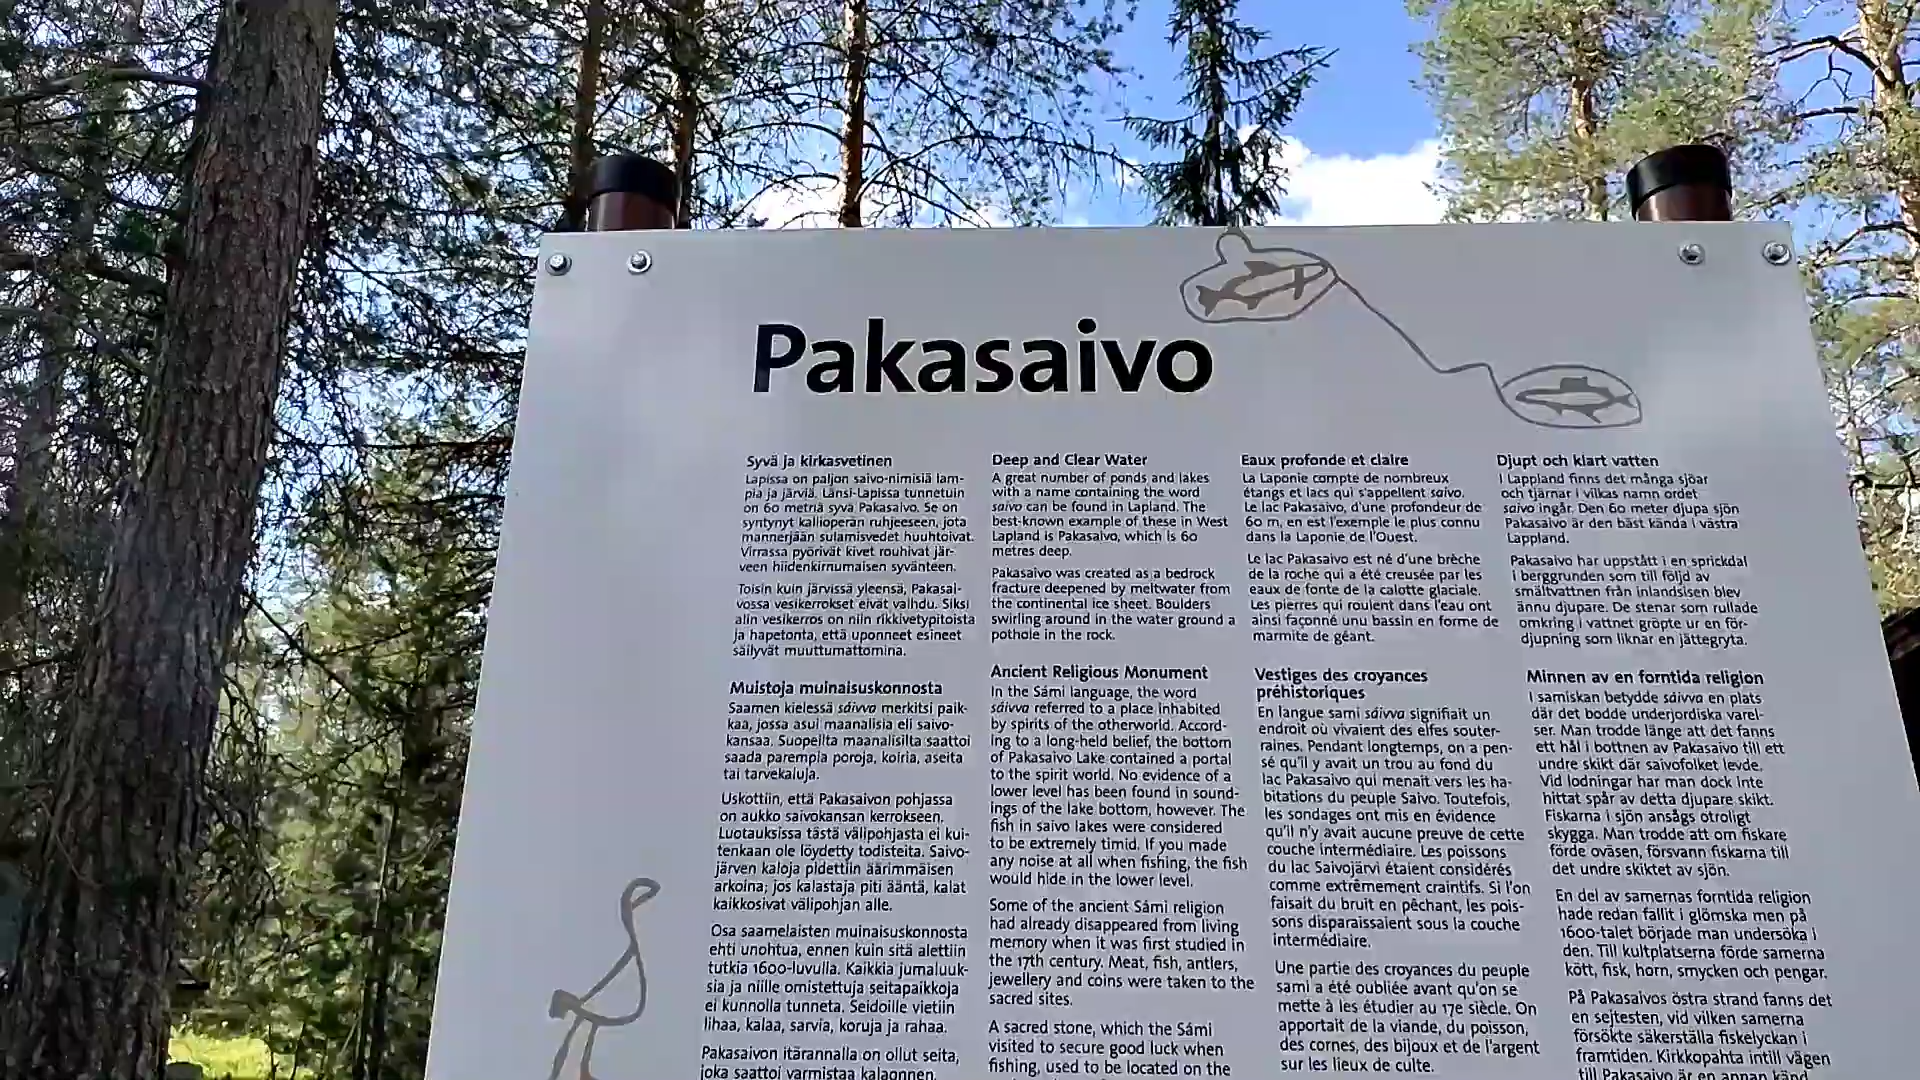 Pakasaivo
Syvä ja kirkasvetinen
Lapissa on paljon saivo-nimisiä lam-
pia ja järviä. Länsi-Lapissa tunnetuin
on 60 metriä syvä Pakasaivo. Se on
syntynyt kallioperän ruhjeeseen, jota
mannerjään sulamisvedet huuhtoivat.
Virrassa pyörivät kivet rouhivat jär-
veen hiidenkirnumaisen syvänteen.
Toisin kuin järvissä yleensä, Pakasai-
vossa vesikerrokset eivät vaihdu. Siksi
alin vesikerros on niin rikkivetypitoista
ja hapetonta, että uponneet esineet
säilyvät muuttumattomina.
Muistoja muinaisuskonnosta
Saamen kielessä sáivva merkitsi paik-
kaa, jossa asui maanalisia eli saivo-
kansaa. Suopeilta maanalisilta saattoi
saada parempia poroja, koiria, aseita
tai tarvekaluja.
Uskottiin, että Pakasaivon pohjassa
on aukko saivokansan kerrokseen.
Luotauksissa tästä välipohjasta ei kui-
tenkaan ole löydetty todisteita. Saivo-
järven kaloja pidettiin äärimmäisen
arkoina; jos kalastaja piti ääntä, kalat
kaikkosivat välipohjan alle.
Osa saamelaisten muinaisuskonnosta
ehti unohtua, ennen kuin sitä alettiin
tutkia 1600-luvulla. Kaikkia jumaluuk-
sia ja niille omistettuja seitapaikkoja
ei kunnolla tunneta. Seidoille vietiin
lihaa, kalaa, sarvia, koruja ja rahaa.
Pakasaivon itärannalla on ollut seita,
joka saattoi varmistaa kalaonnen.
Deep and Clear Water
A great number of ponds and lakes
with a name containing the word
saivo can be found in Lapland. The
best-known example of these in West
Lapland is Pakasaivo, which is 60
metres deep.
Pakasaivo was created as a bedrock
fracture deepened by meltwater from
the continental ice sheet. Boulders
swirling around in the water ground a
pothole in the rock.
Ancient Religious Monument
In the Sámi language, the word
sáivva referred to a place inhabited
by spirits of the otherworld. Accord-
ing to a long-held belief, the bottom
of Pakasaivo Lake contained a portal
to the spirit world. No evidence of a
lower level has been found in sound-
ings of the lake bottom, however. The
fish in saivo lakes were considered
to be extremely timid. If you made
any noise at all when fishing, the fish
would hide in the lower level.
Some of the ancient Sámi religion
had already disappeared from living
memory when it was first studied in
the 17th century. Meat, fish, antlers,
jewellery and coins were taken to the
sacred sites.
A sacred stone, which the Sámi
visited to secure good luck when
fishing, used to be located on the
Eaux profonde et claire
La Laponie compte de nombreux
étangs et lacs qui s'appellent saivo.
Le lac Pakasaivo, d'une profondeur de
60 m, en est l'exemple le plus connu
dans la Laponie de l'Ouest.
Le lac Pakasaivo est né d'une brèche
de la roche qui a été creusée par les
eaux de fonte de la calotte glaciale.
Les pierres qui roulent dans l'eau ont
ainsi façonné unu bassin en forme de
marmite de géant.
Vestiges des croyances
préhistoriques
En langue sami sáivva signifiait un
endroit où vivaient des elfes souter-
raines. Pendant longtemps, on a pen-
sé qu'il y avait un trou au fond du
lac Pakasaivo qui menait vers les ha-
bitations du peuple Saivo. Toutefois,
les sondages ont mis en évidence
qu'il n'y avait aucune preuve de cette
couche intermédiaire. Les poissons
du lac Saivojärvi étaient considérés
comme extrêmement craintifs. Si l'on
faisait du bruit en pêchant, les pois-
sons disparaissaient sous la couche
intermédiaire.
Une partie des croyances du peuple
sami a été oubliée avant qu'on se
mette à les étudier au 17e siècle. On
apportait de la viande, du poisson,
des cornes, des bijoux et de l'argent
sur les lieux de culte.
Djupt och klart vatten
I Lappland finns det många sjöar
och tjärnar i vilkas namn ordet
saivo ingår. Den 60 meter djupa sjön
Pakasaivo är den bäst kända i västra
Lappland.
Pakasaivo har uppstått i en sprickdal
i berggrunden som till följd av
smältvattnen från inlandsisen blev
ännu djupare. De stenar som rullade
omkring i vattnet gröpte ur en för-
djupning som liknar en jättegryta.
Minnen av en forntida religion
I samiskan betydde sáivva en plats
där det bodde underjordiska varel-
ser. Man trodde länge att det fanns
ett hål i bottnen av Pakasaivo till ett
undre skikt där saivofolket levde.
Vid lodningar har man dock inte
hittat spår av detta djupare skikt.
Fiskarna i sjön ansågs otroligt
skygga. Man trodde att om fiskare
förde oväsen, försvann fiskarna till
det undre skiktet av sjön.
En del av samernas forntida religion
hade redan fallit i glömska men på
1600-talet började man undersöka i
den. Till kultplatserna förde samerna
kött, fisk, horn, smycken och pengar.
På Pakasaivos östra strand fanns det
en sejtesten, vid vilken samerna
försökte säkerställa fiskelyckan i
framtiden. Kirkkopahta intill vägen
till Pakasaivo är en annan känd